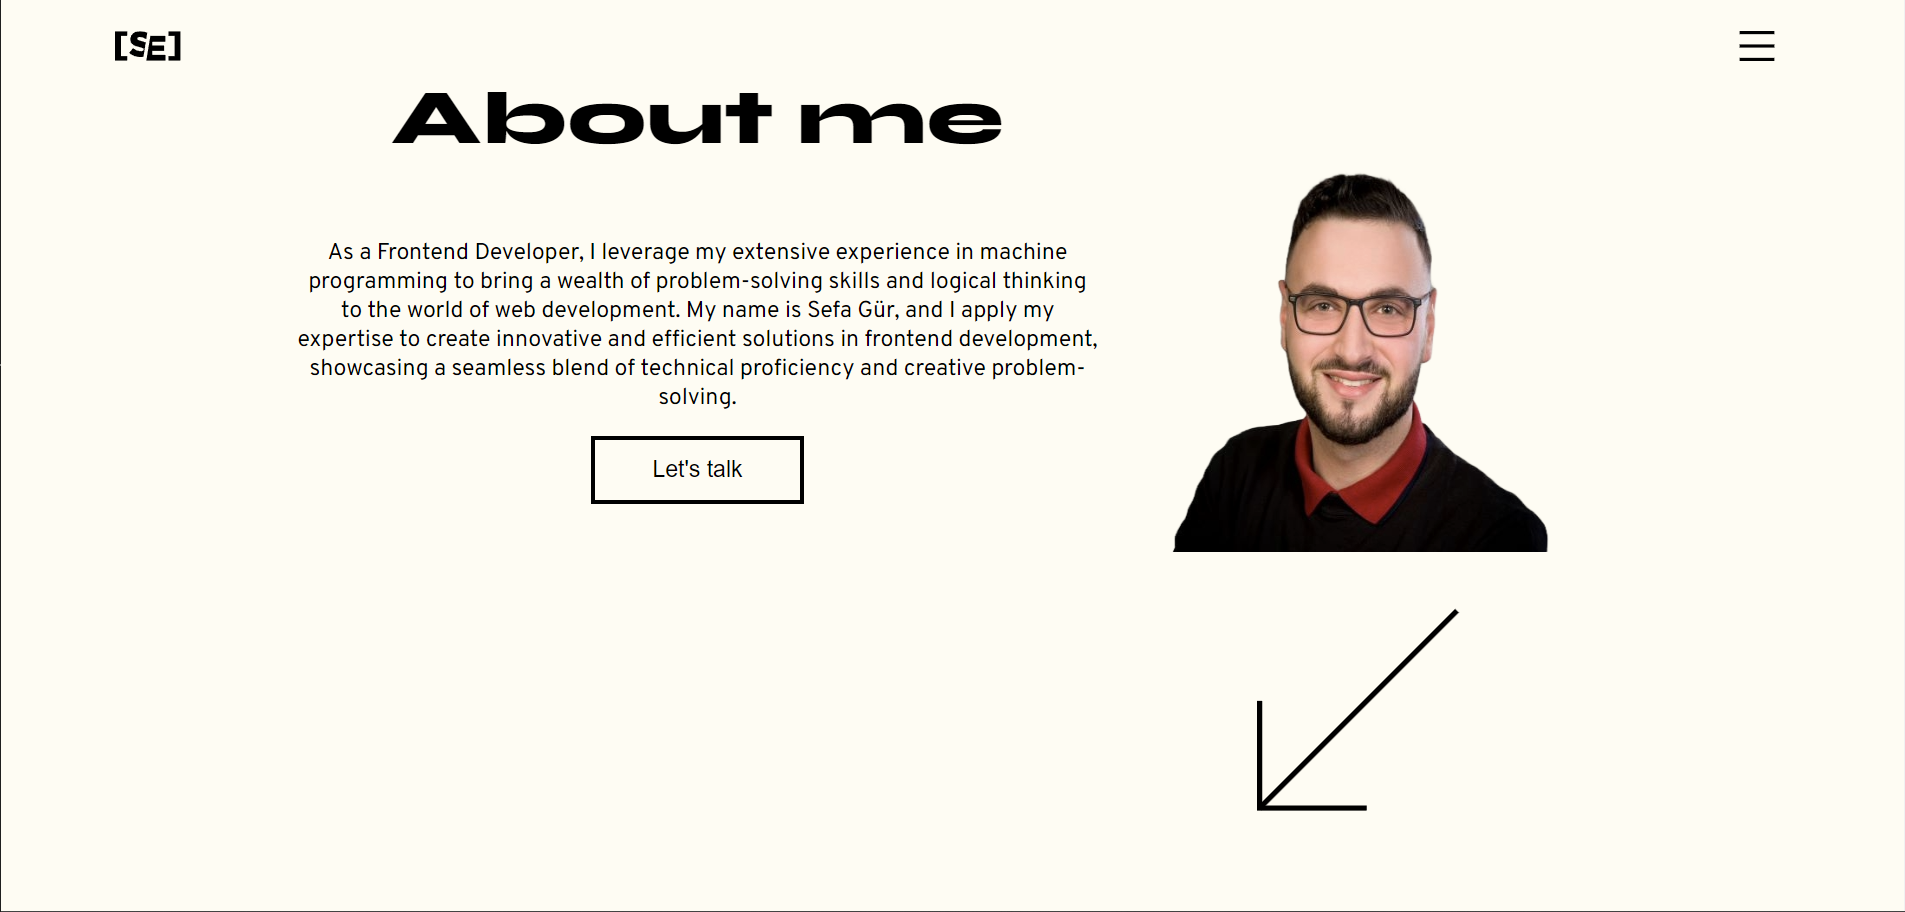 [SE]
About me
As a Frontend Developer, I leverage my extensive experience in machine
programming to bring a wealth of problem-solving skills and logical thinking
to the world of web development. My name is Sefa Gür, and I apply my
expertise to create innovative and efficient solutions in frontend development,
showcasing a seamless blend of technical proficiency and creative problem-
solving.
Let's talk